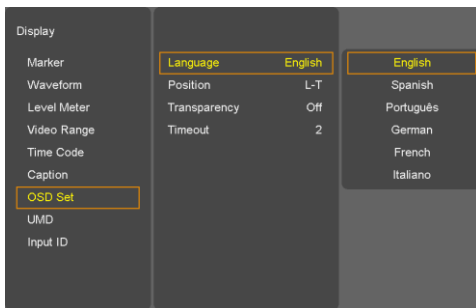 Display
Marker
Waveform
Level Meter
Video Range
Time Code
Caption
OSD Set
UMD
Input ID
Language English
Position L-T
Transparency Off
Timeout 2
English
Spanish
Português
German
French
Italiano